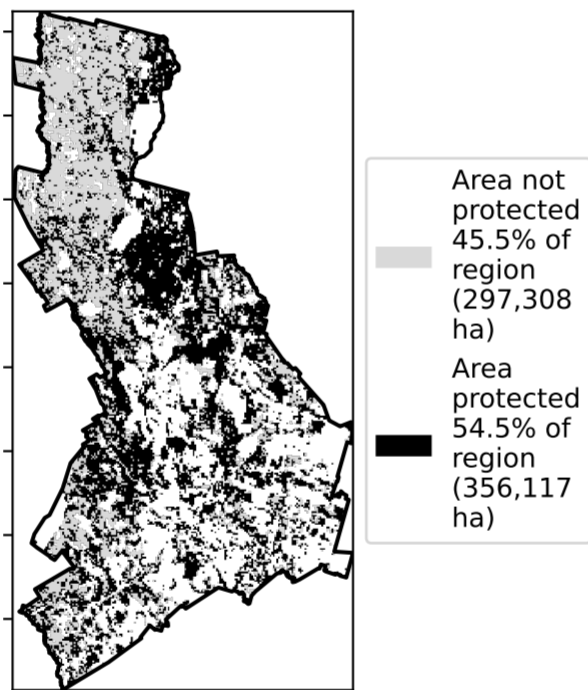 Area not
protected
45.5% of
region
(297,308
ha)
Area
protected
54.5% of
region
(356,117
ha)